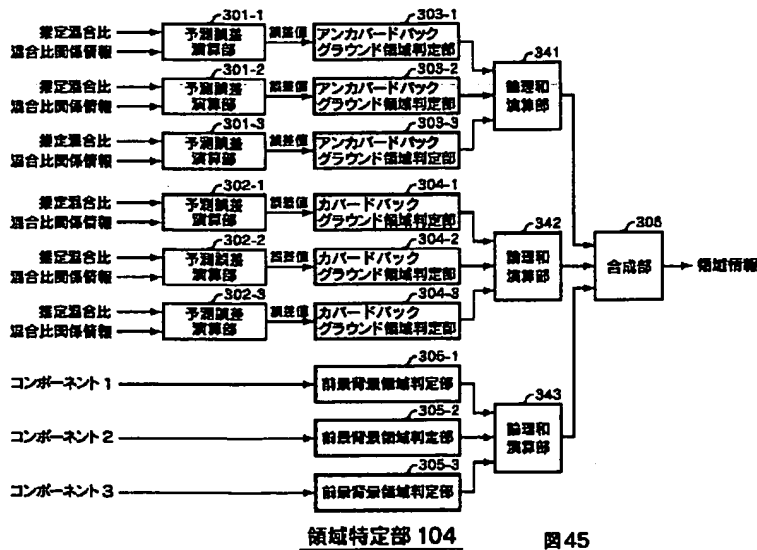 301-1
303-1
推定混合比
混合比関係情報
予測誤差
演算部
誤差値
アンカバードバック
グラウンド領域判定部
341
論理和
演算部
301-2
303-2
推定混合比
混合比関係情報
予測誤差
演算部
誤差値
アンカバードバック
グラウンド領域判定部
301-3
303-3
推定混合比
混合比関係情報
予測誤差
演算部
誤差値
アンカバードバック
グラウンド領域判定部
302-1
304-1
推定混合比
混合比関係情報
予測誤差
演算部
誤差値
カバードバック
グラウンド領域判定部
342
論理和
演算部
302-2
304-2
推定混合比
混合比関係情報
予測誤差
演算部
誤差値
カバードバック
グラウンド領域判定部
306
合成部
領域情報
302-3
304-3
推定混合比
混合比関係情報
予測誤差
演算部
誤差値
カバードバック
グラウンド領域判定部
305-1
コンポーネント1
前景背景領域判定部
343
論理和
演算部
305-2
コンポーネント2
前景背景領域判定部
305-3
コンポーネント3
前景背景領域判定部
領域特定部 104
図45